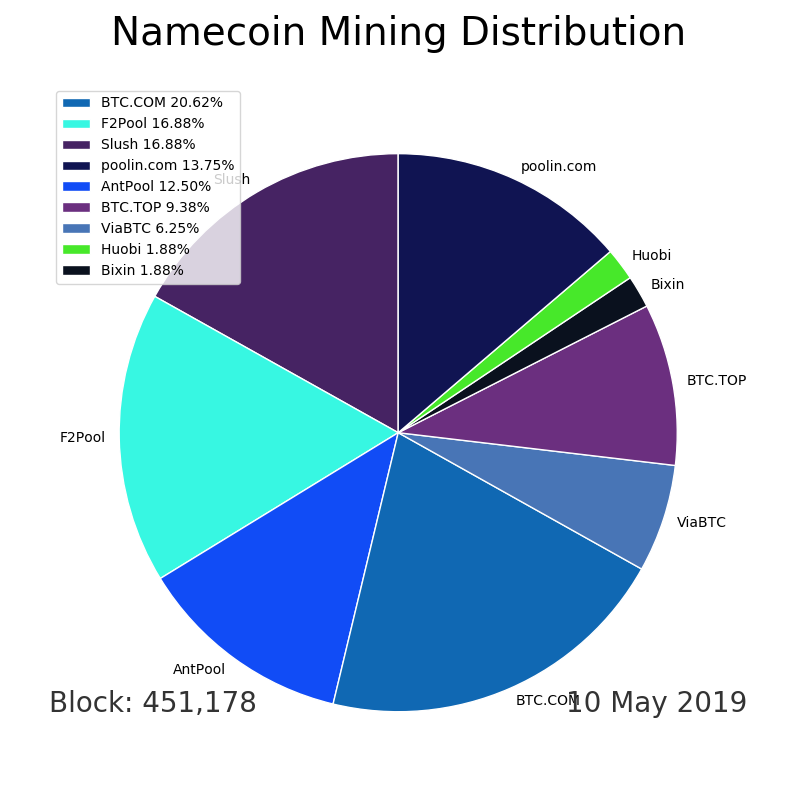 Namecoin Mining Distribution
BTC.COM 20.62%
F2Pool 16.88%
Slush 16.88%
poolin.com 13.75%
AntPool 12.50%
BTC.TOP 9.38%
ViaBTC 6.25%
Huobi 1.88%
Bixin 1.88%
Slush
poolin.com
Huobi
Bixin
BTC.TOP
F2Pool
ViaBTC
AntPool
BTC.COM
Block: 451,178
10 May 2019